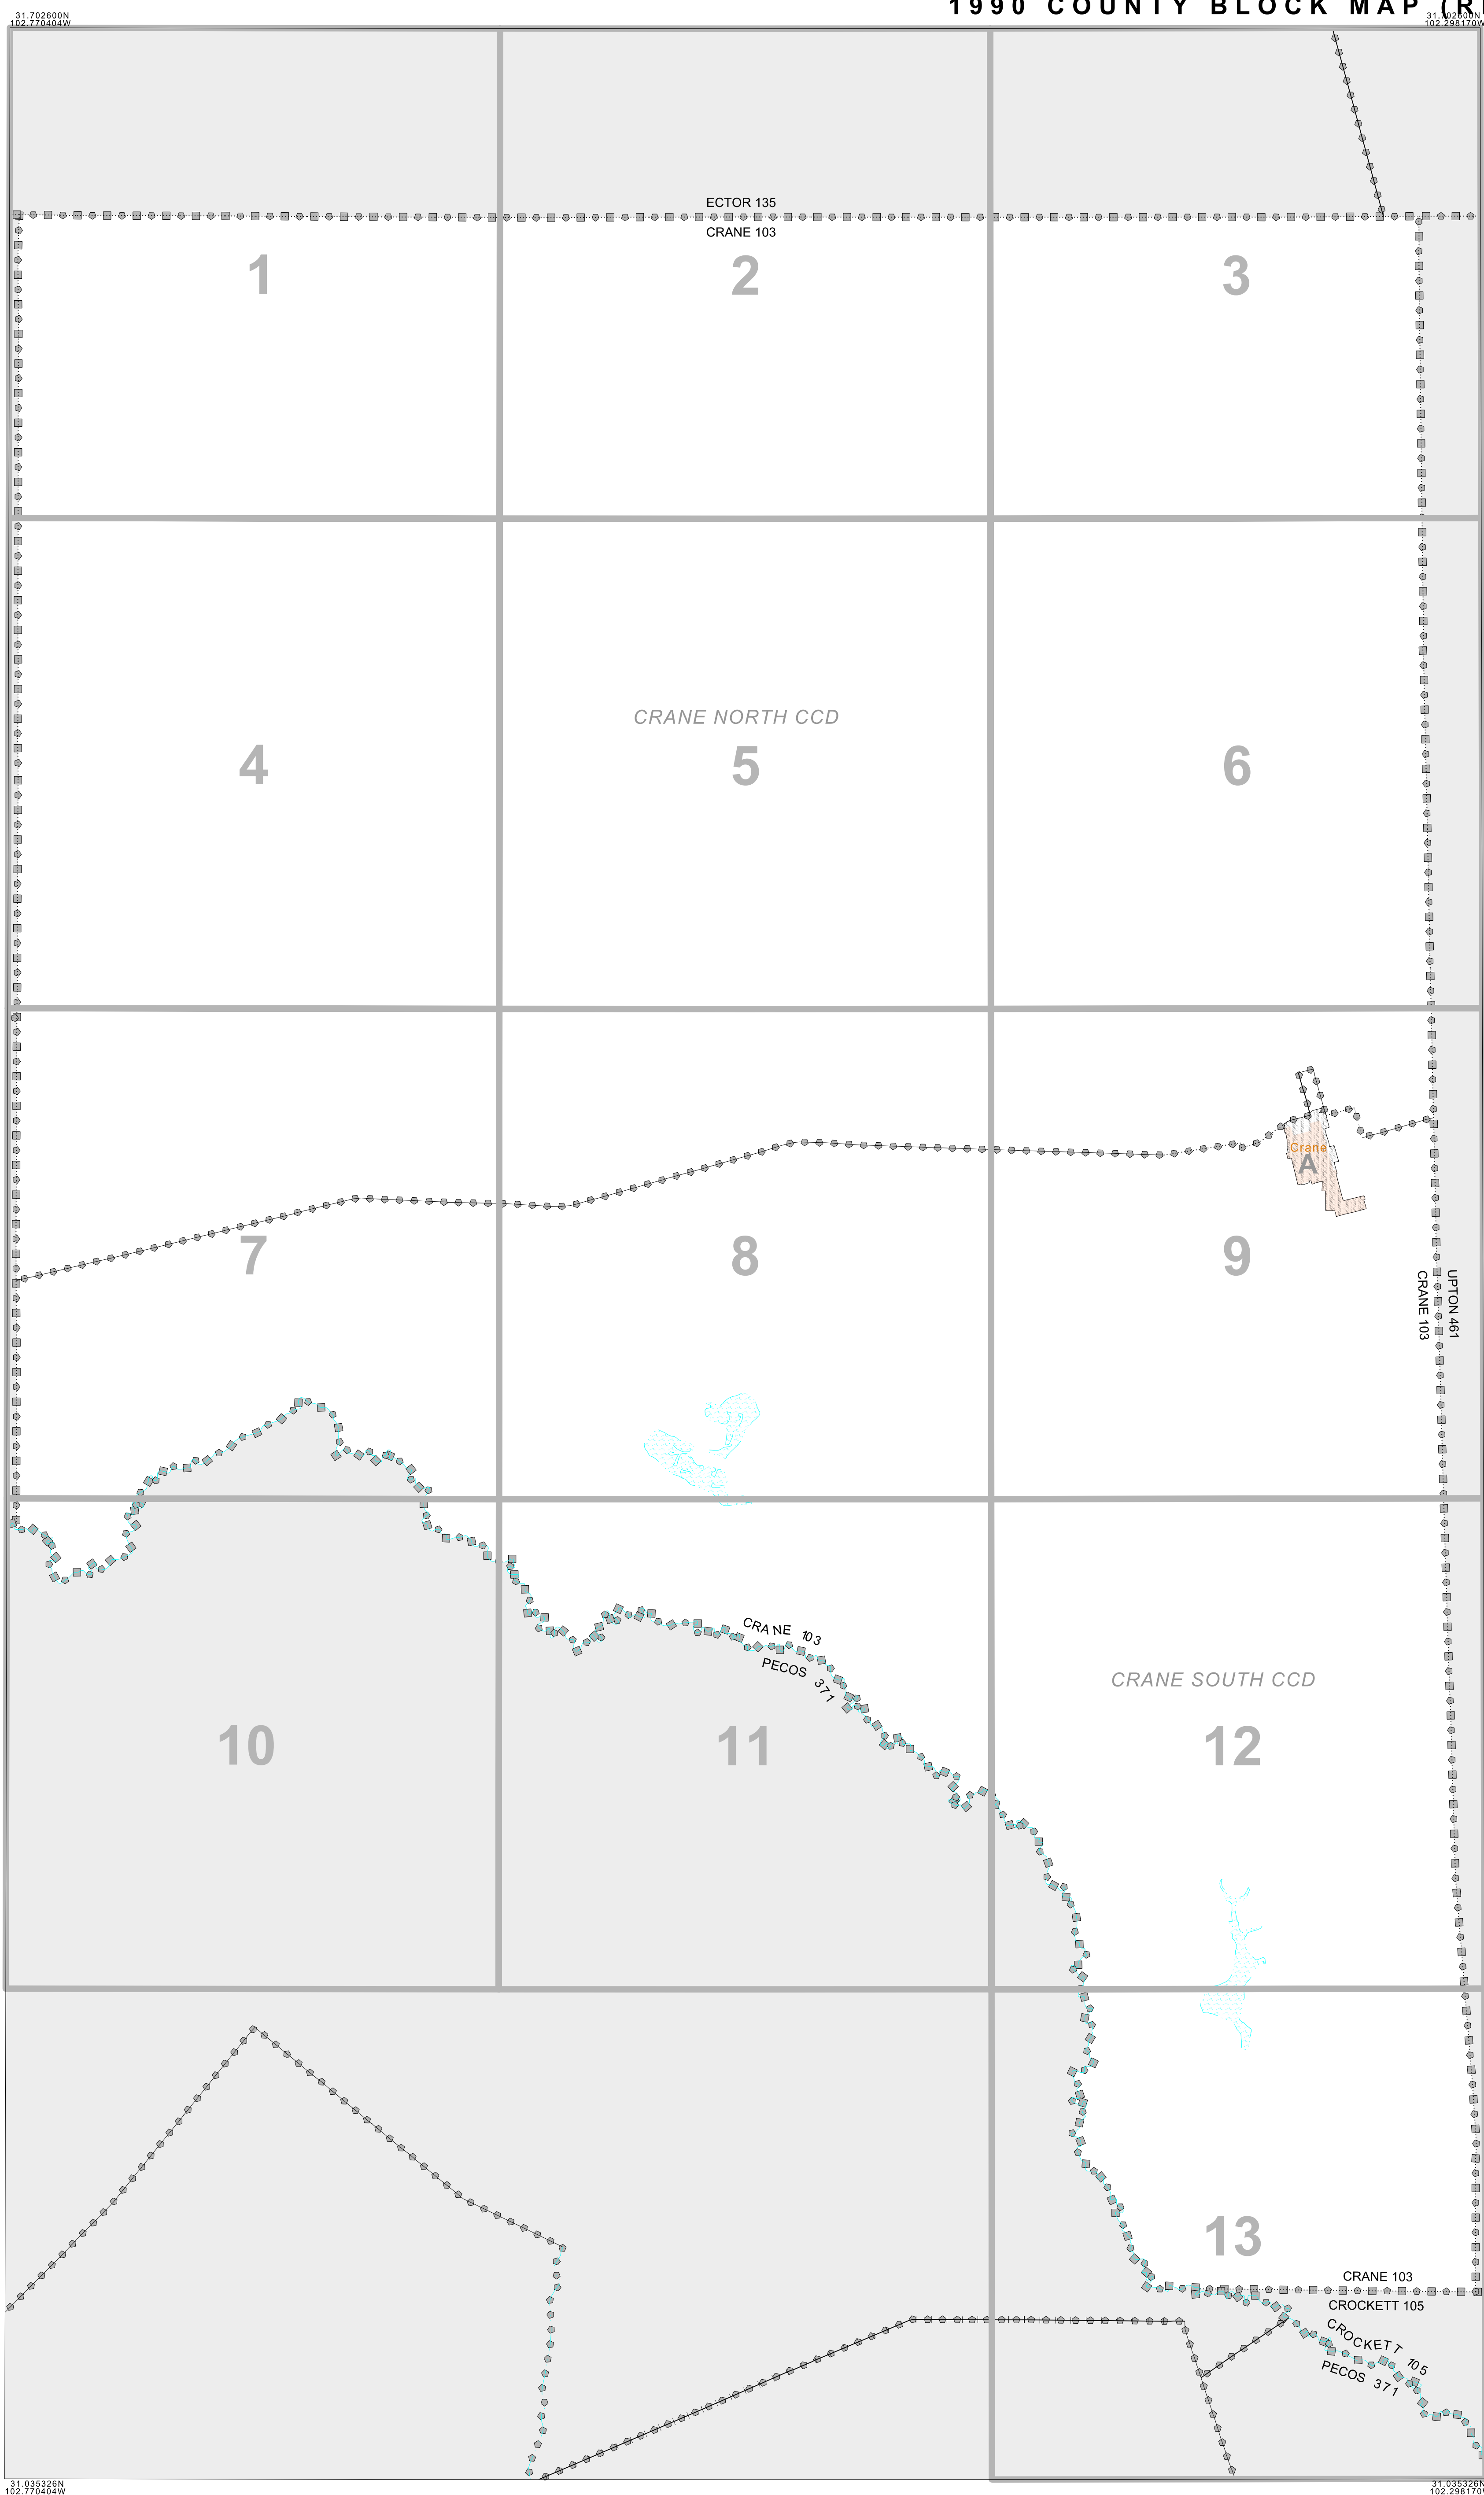 1990 COUNTY BLOCK MAP (R
31.702600N
102.770404W
102.298170W
ECTOR 135
CRANE 103
1
2
3
CRANE NORTH CCD
4
5
6
Crane
A
7
8
9
UPTON 461
CRANE 103
CRANE 103
PECOS 371
CRANE SOUTH CCD
10
11
12
13
CRANE 103
CROCKETT 105
CROCKETT 105
PECOS 371
31.035326N
102.770404W
31.035326N
102.298170W